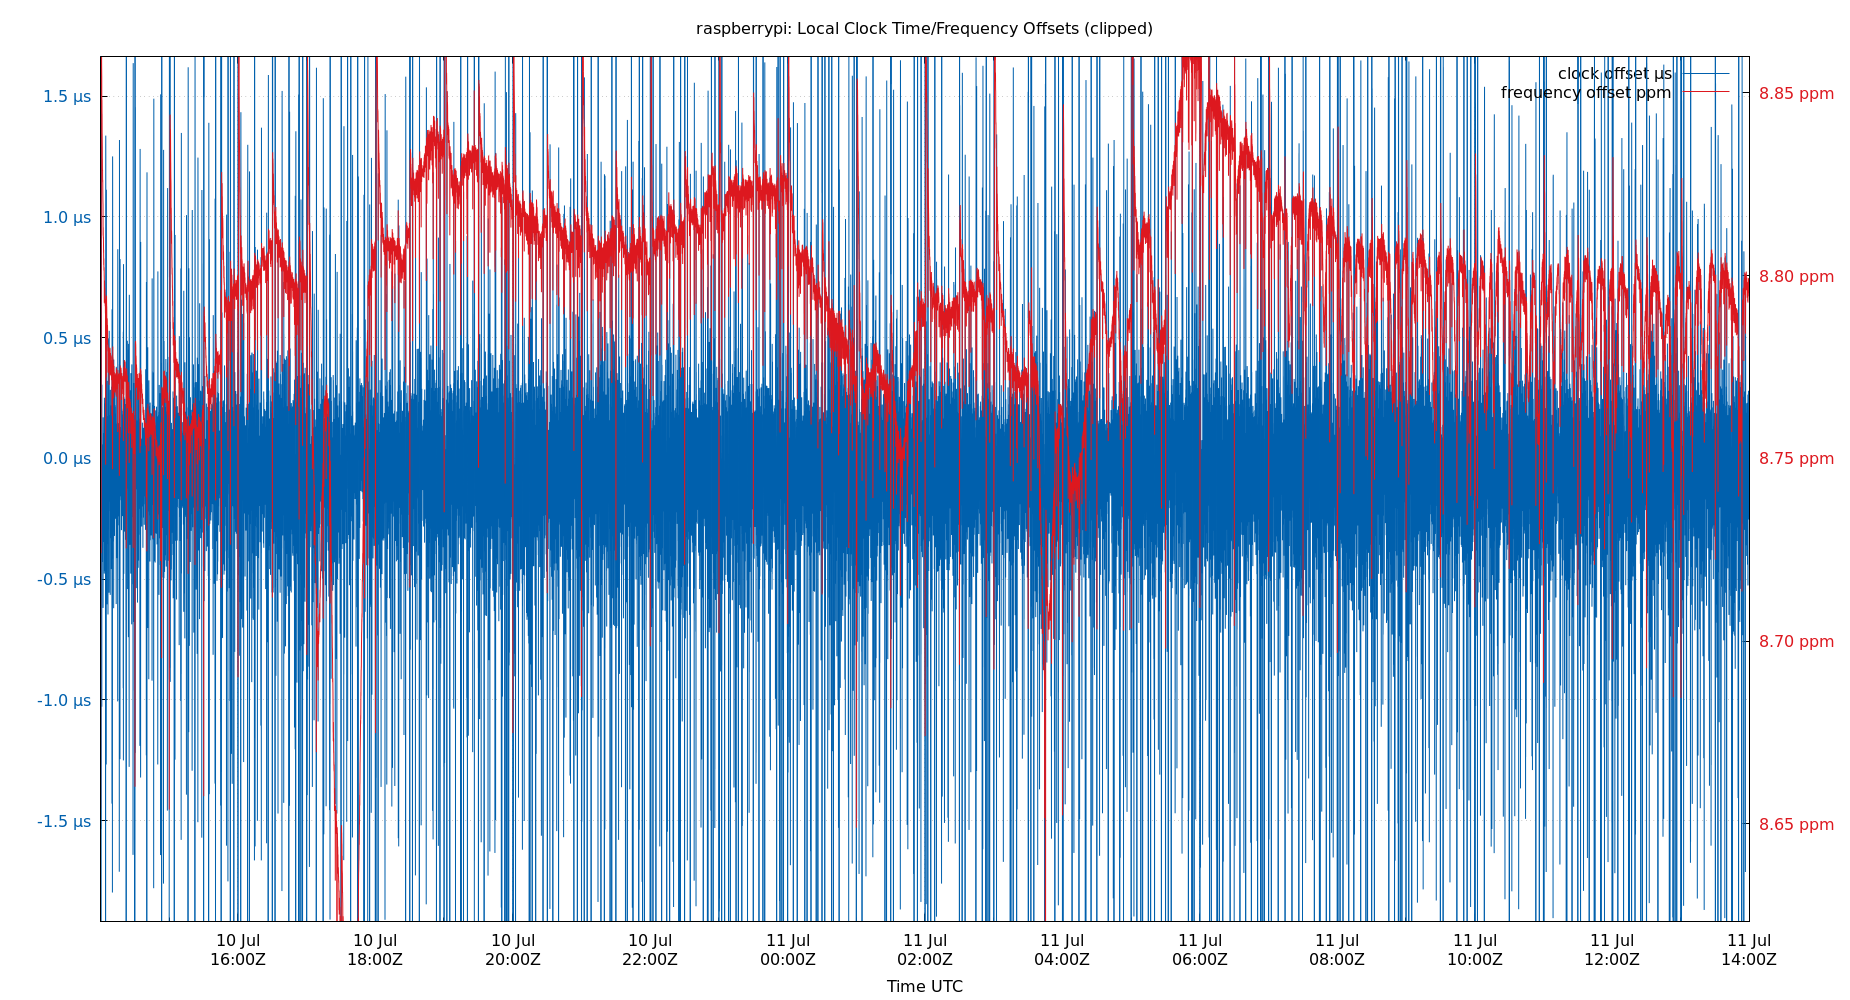 raspberrypi: Local Clock Time/Frequency Offsets (clipped)
clock offset µs
frequency offset ppm
1.5 µs
1.0 µs
0.5 µs
0.0 µs
-0.5 µs
-1.0 µs
-1.5 µs
8.85 ppm
8.80 ppm
8.75 ppm
8.70 ppm
8.65 ppm
10 Jul 10 Jul 10 Jul 10 Jul 11 Jul 11 Jul 11 Jul 11 Jul 11 Jul 11 Jul 11 Jul 11 Jul
16:00Z 18:00Z 20:00Z 22:00Z 00:00Z 02:00Z 04:00Z 06:00Z 08:00Z 10:00Z 12:00Z 14:00Z
Time UTC